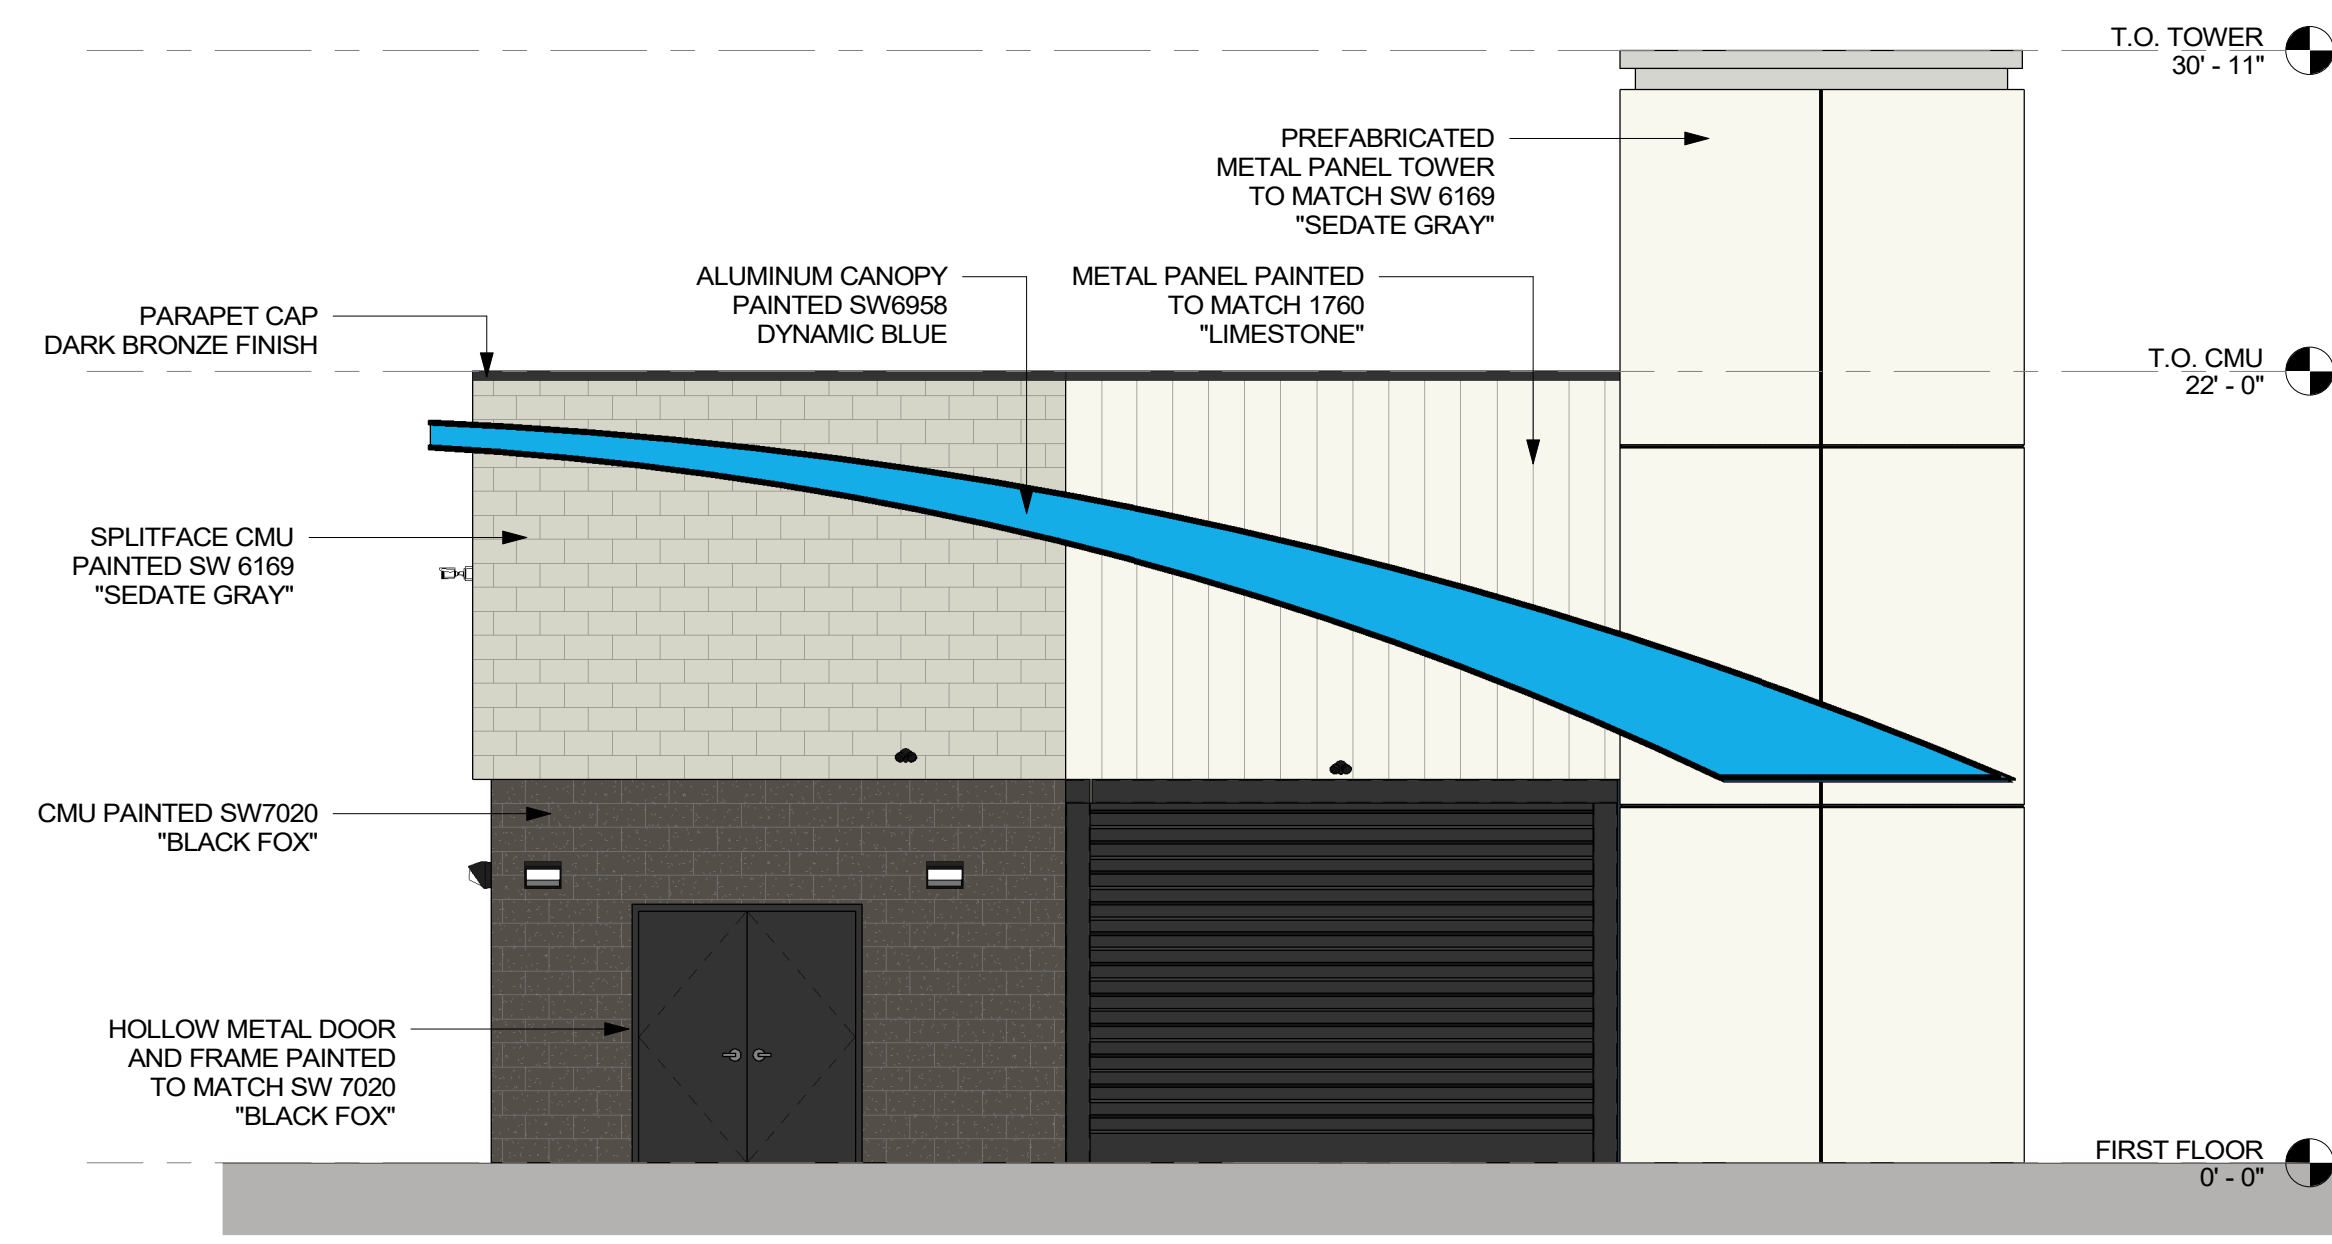 T.O. TOWER
30' - 11"
PREFABRICATED
METAL PANEL TOWER
TO MATCH SW 6169
"SEDATE GRAY"
ALUMINUM CANOPY
PAINTED SW6958
DYNAMIC BLUE
METAL PANEL PAINTED
TO MATCH 1760
"LIMESTONE"
PARAPET CAP
DARK BRONZE FINISH
T.O. CMU
22' - 0"
SPLITFACE CMU
PAINTED SW 6169
"SEDATE GRAY"
CMU PAINTED SW7020
"BLACK FOX"
HOLLOW METAL DOOR
AND FRAME PAINTED
TO MATCH SW 7020
"BLACK FOX"
FIRST FLOOR
0' - 0"